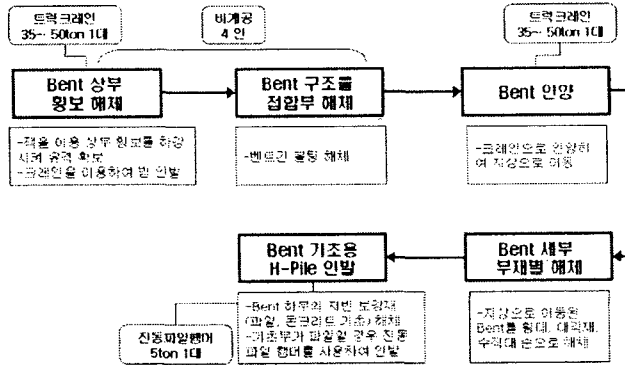 트럭크레인
35~ 50ton 1대
비계공
4 인
트럭크레인
35~ 50ton 1대
Bent 상부
횡보 해체
Bent 구조물
접합부 해체
Bent 인양
-잭을 이용 상부 횡보를 하강
시켜 유격 확보
-크레인을 이용하여 빔 인발
-벤트간 볼팅 해체
-크레인으로 인양하
여 지상으로 이동
Bent 기초용
H-Pile 인발
Bent 세부
부재별 해체
진동파일햄머
5ton 1대
-Bent 하부의 지반 보강재
(파일, 콘크리트 기초) 해체
-기초부가 파일일 경우 진동
파일 햄머를 사용하여 인발
-지상으로 이동된
Bent를 횡대, 대각재,
수직대 순으로 해체